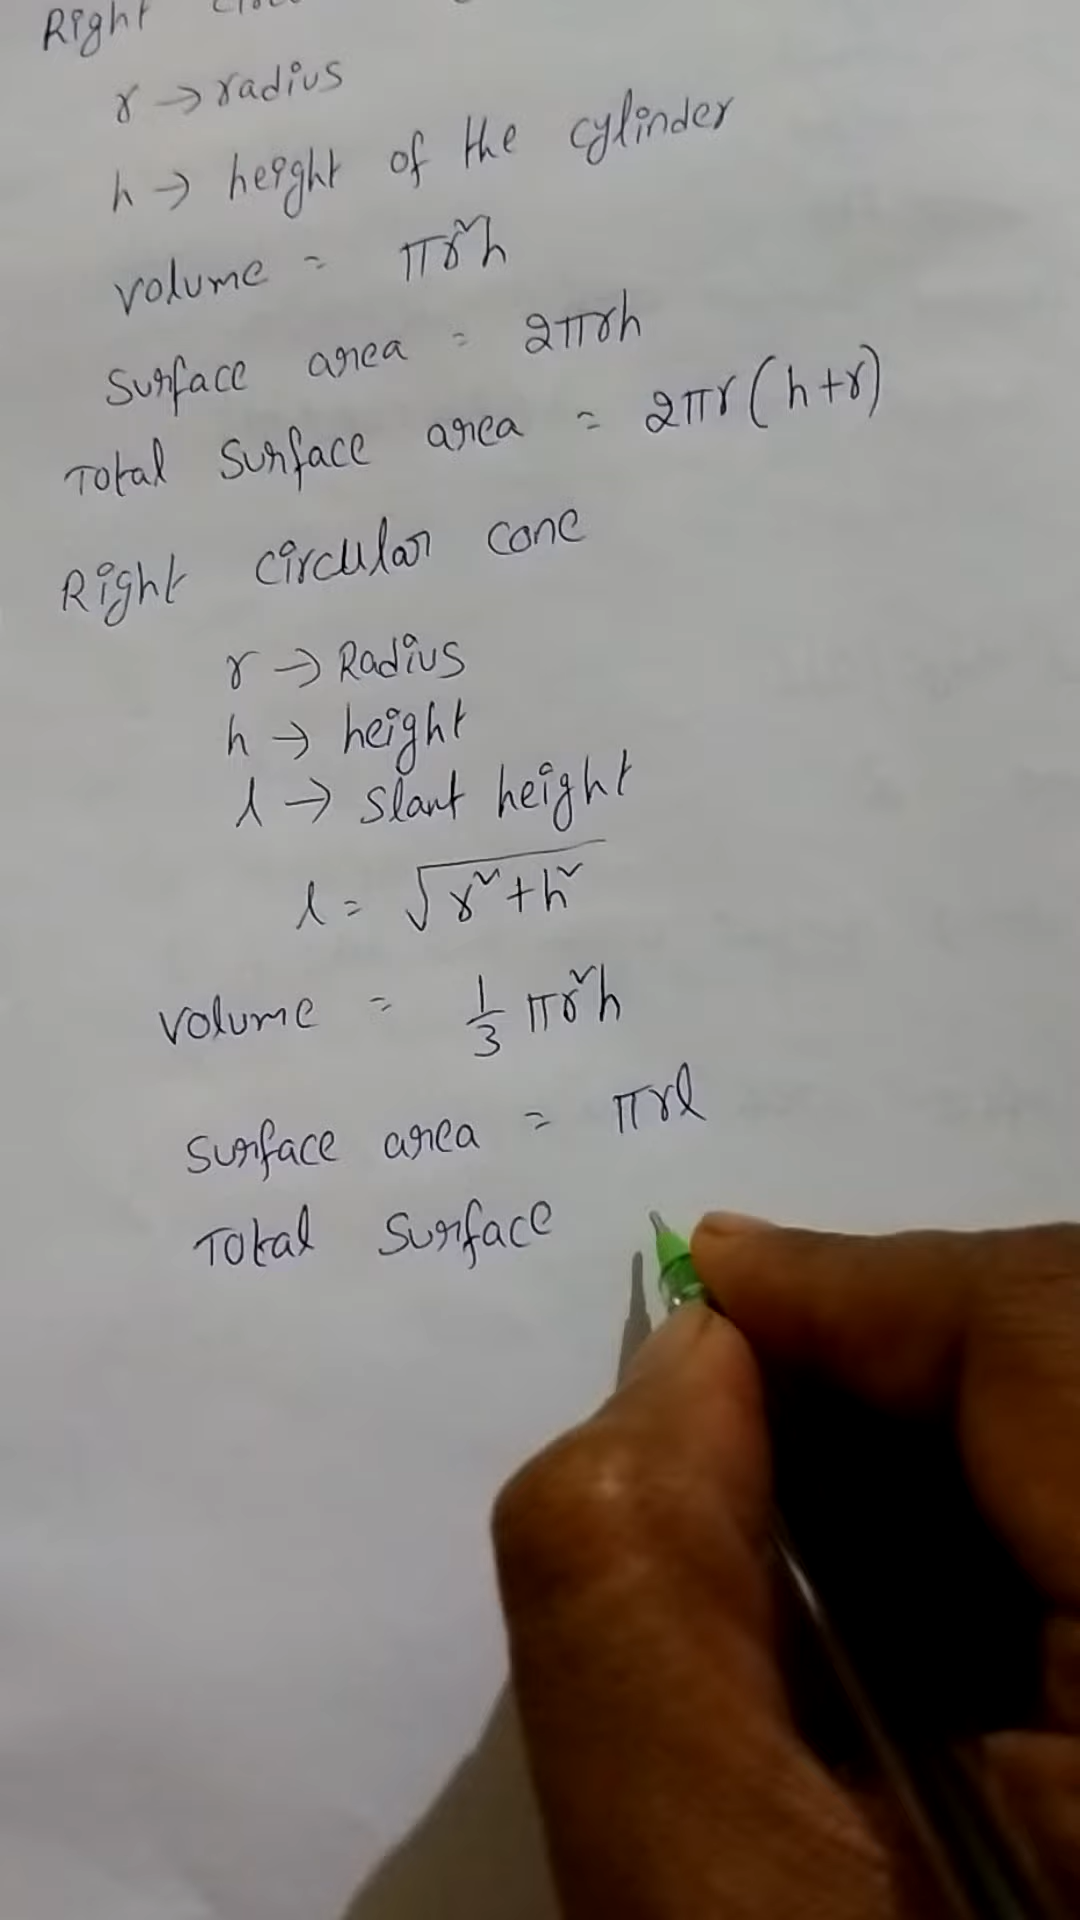 Right
r → radius
h → height of the cylinder
volume = πr²h
surface area = 2πrh
Total surface area = 2πr(h+r)
Right circular cone
r → Radius
h → height
l → slant height
l = √r²+h²
volume = 1/3 πr²h
surface area = πrl
Total surface